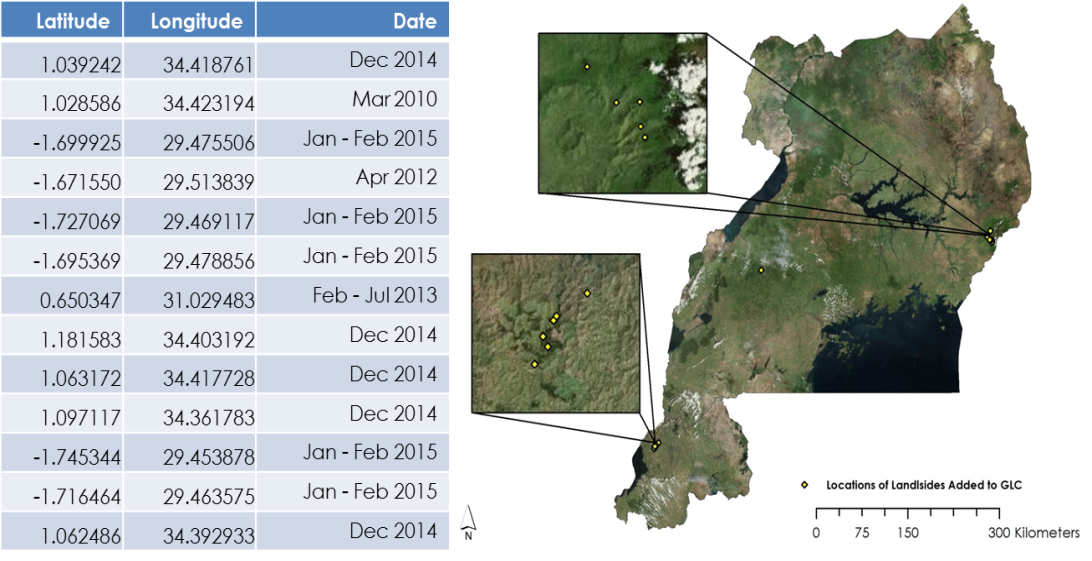 Latitude Longitude Date
1.039242 34.418761 Dec 2014
1.028586 34.423194 Mar 2010
-1.699925 29.475506 Jan - Feb 2015
-1.671550 29.513839 Apr 2012
-1.727069 29.469117 Jan - Feb 2015
-1.695369 29.478856 Jan - Feb 2015
0.650347 31.029483 Feb - Jul 2013
1.181583 34.403192 Dec 2014
1.063172 34.417728 Dec 2014
1.097117 34.361783 Dec 2014
-1.745344 29.453878 Jan - Feb 2015
-1.716464 29.463575 Jan - Feb 2015
1.062486 34.392933 Dec 2014
Locations of Landlsides Added to GLC
N
0 75 150 300 Kilometers